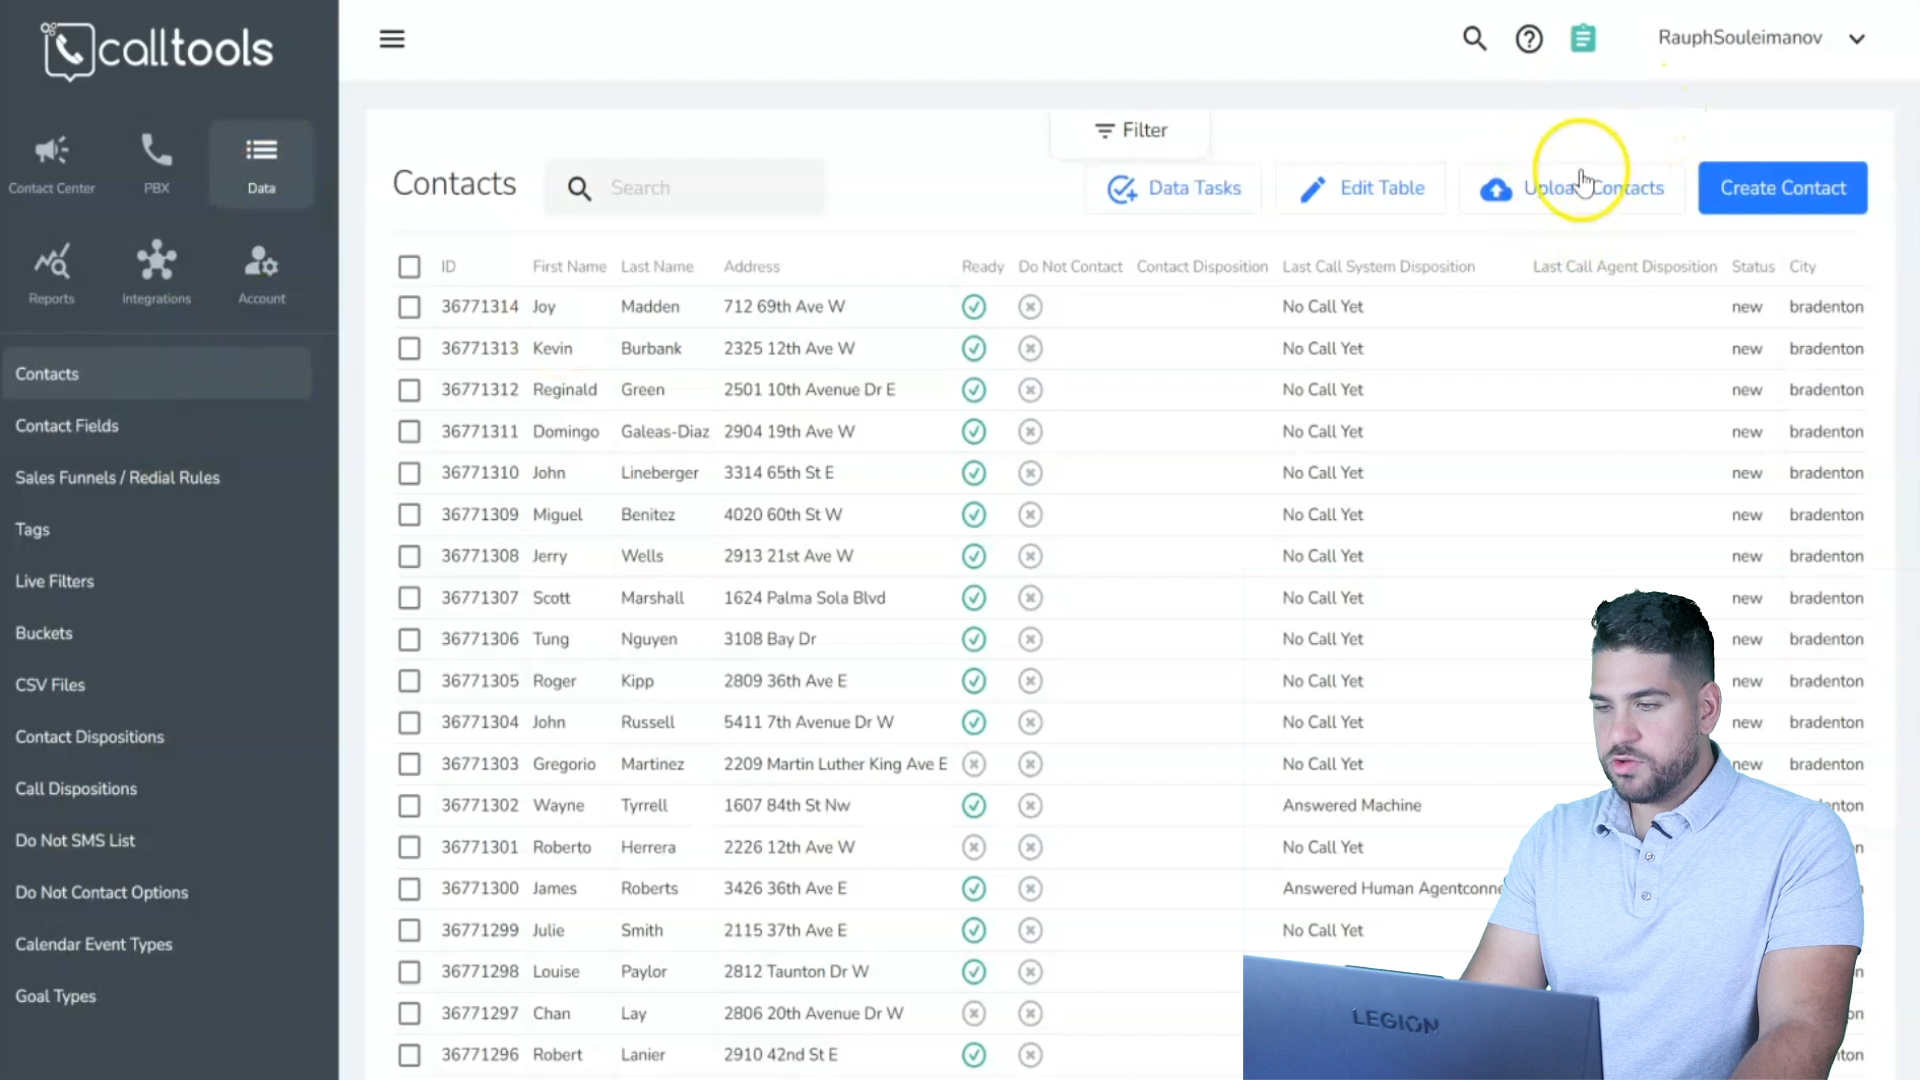 calltools
RauphSouleimanov
Contact Center
PBX
Data
Reports
Integrations
Account
Contacts
Contact Fields
Sales Funnels / Redial Rules
Tags
Live Filters
Buckets
CSV Files
Contact Dispositions
Call Dispositions
Do Not SMS List
Do Not Contact Options
Calendar Event Types
Goal Types
Filter
Contacts
Search
Data Tasks
Edit Table
Upload Contacts
Create Contact
ID First Name Last Name Address Ready Do Not Contact Contact Disposition Last Call System Disposition Last Call Agent Disposition Status City
36771314 Joy Madden 712 69th Ave W No Call Yet new bradenton
36771313 Kevin Burbank 2325 12th Ave W No Call Yet new bradenton
36771312 Reginald Green 2501 10th Avenue Dr E No Call Yet new bradenton
36771311 Domingo Galeas-Diaz 2904 19th Ave W No Call Yet new bradenton
36771310 John Lineberger 3314 65th St E No Call Yet new bradenton
36771309 Miguel Benitez 4020 60th St W No Call Yet new bradenton
36771308 Jerry Wells 2913 21st Ave W No Call Yet new bradenton
36771307 Scott Marshall 1624 Palma Sola Blvd No Call Yet new bradenton
36771306 Tung Nguyen 3108 Bay Dr No Call Yet new bradenton
36771305 Roger Kipp 2809 36th Ave E No Call Yet new bradenton
36771304 John Russell 5411 7th Avenue Dr W No Call Yet new bradenton
36771303 Gregorio Martinez 2209 Martin Luther King Ave E No Call Yet new bradenton
36771302 Wayne Tyrrell 1607 84th St Nw Answered Machine enton
36771301 Roberto Herrera 2226 12th Ave W No Call Yet n
36771300 James Roberts 3426 36th Ave E Answered Human Agentconne
36771299 Julie Smith 2115 37th Ave E No Call Yet
36771298 Louise Paylor 2812 Taunton Dr W on
36771297 Chan Lay 2806 20th Avenue Dr W on
36771296 Robert Lanier 2910 42nd St E ton
LEGION